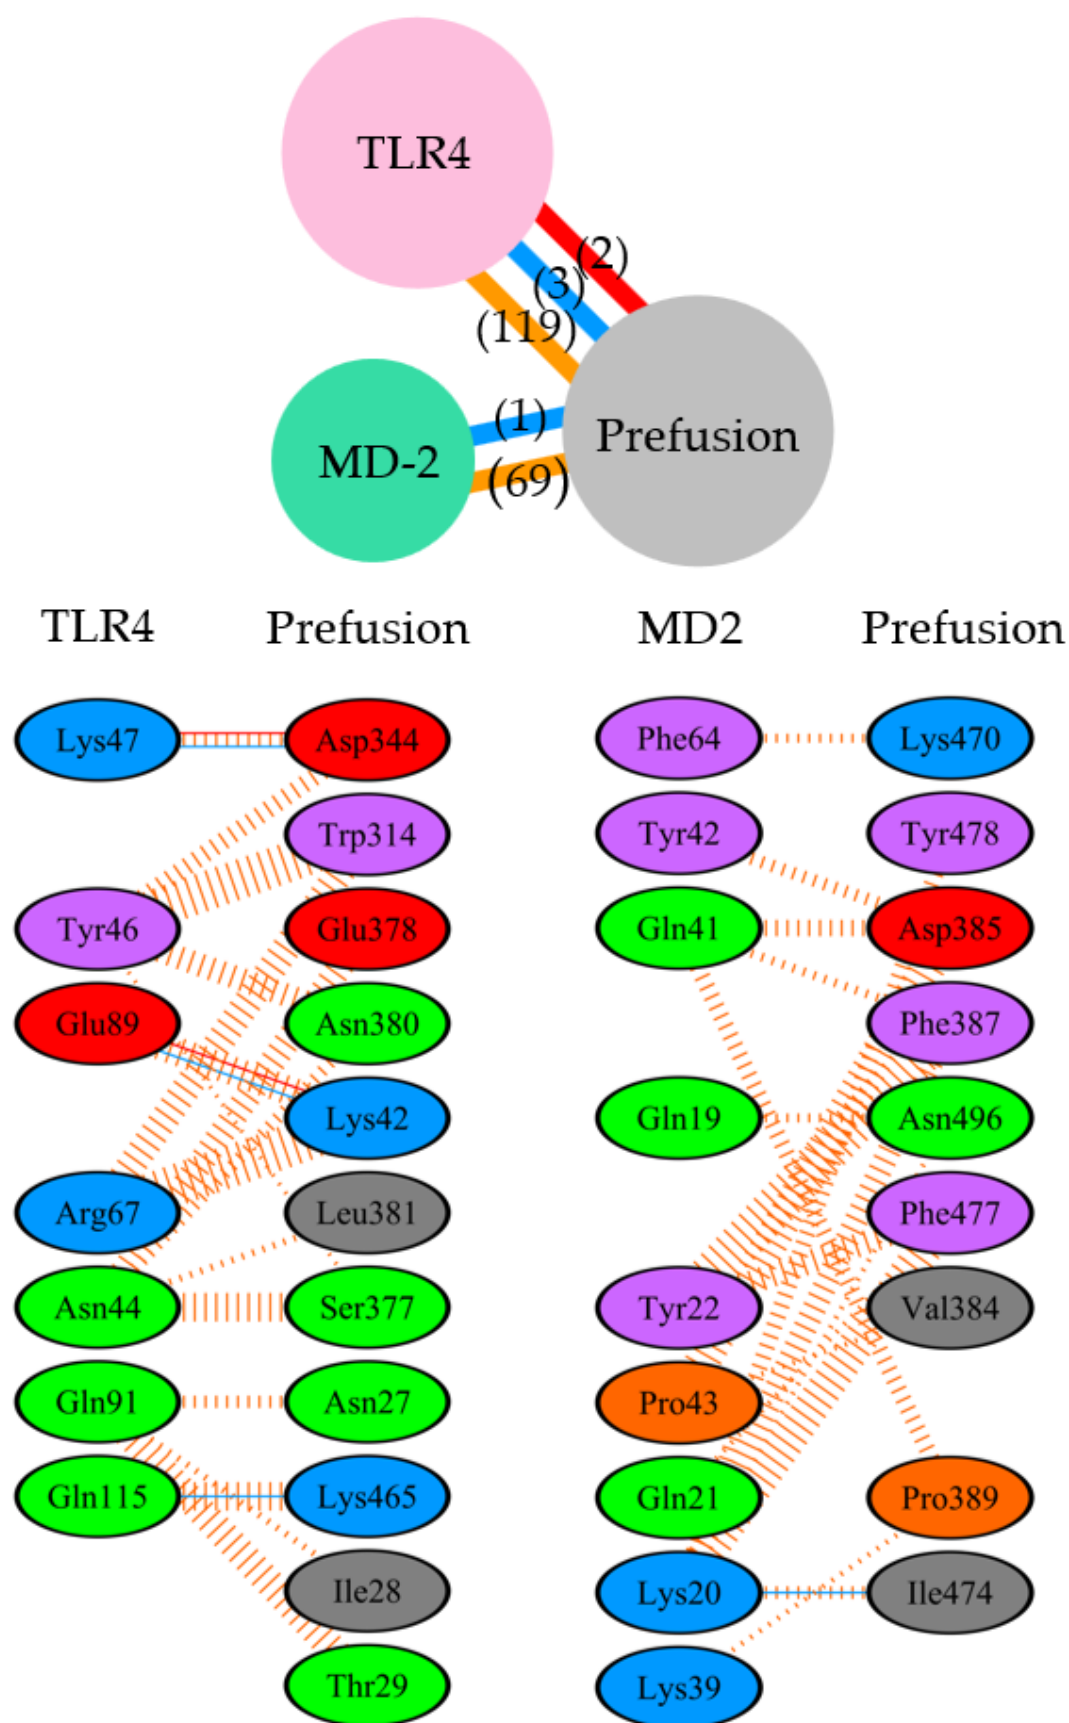 TLR4
(2)
(3)
(119)
(1)
Prefusion
MD-2
(69)
TLR4 Prefusion MD2 Prefusion
Lys47 Asp344 Phe64 Lys470
Trp314 Tyr42 Tyr478
Tyr46 Glu378 Gln41 Asp385
Glu89 Asn380 Phe387
Lys42 Gln19 Asn496
Arg67 Leu381 Phe477
Asn44 Ser377 Tyr22 Val384
Gln91 Asn27 Pro43
Gln115 Lys465 Gln21 Pro389
Ile28 Lys20 Ile474
Thr29 Lys39